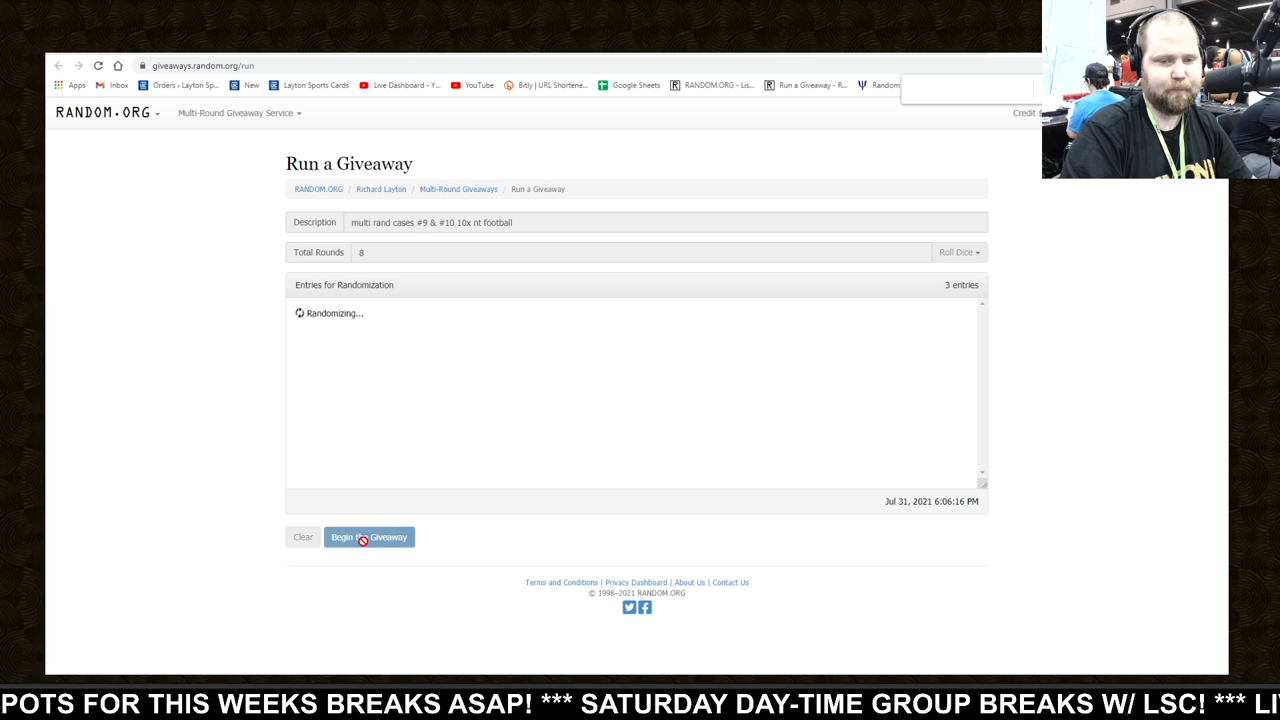 giveaways.random.org/run
Apps Inbox Orders ‹ Layton Sp... New Layton Sports Cards Live Dashboard - Y... YouTube Bitly | URL Shortene... Google Sheets RANDOM.ORG - Lis... Run a Giveaway - R... Random
RANDOM.ORG Multi-Round Giveaway Service Credit
Run a Giveaway
RANDOM.ORG / Richard Layton / Multi-Round Giveaways / Run a Giveaway
Description multi rand cases #9 & #10 10x nt football
Total Rounds 8 Roll Dice
Entries for Randomization 3 entries
Randomizing...
Jul 31, 2021 6:06:16 PM
Clear Begin the Giveaway
Terms and Conditions | Privacy Dashboard | About Us | Contact Us
© 1998–2021 RANDOM.ORG
POTS FOR THIS WEEKS BREAKS ASAP! *** SATURDAY DAY-TIME GROUP BREAKS W/ LSC! *** LI